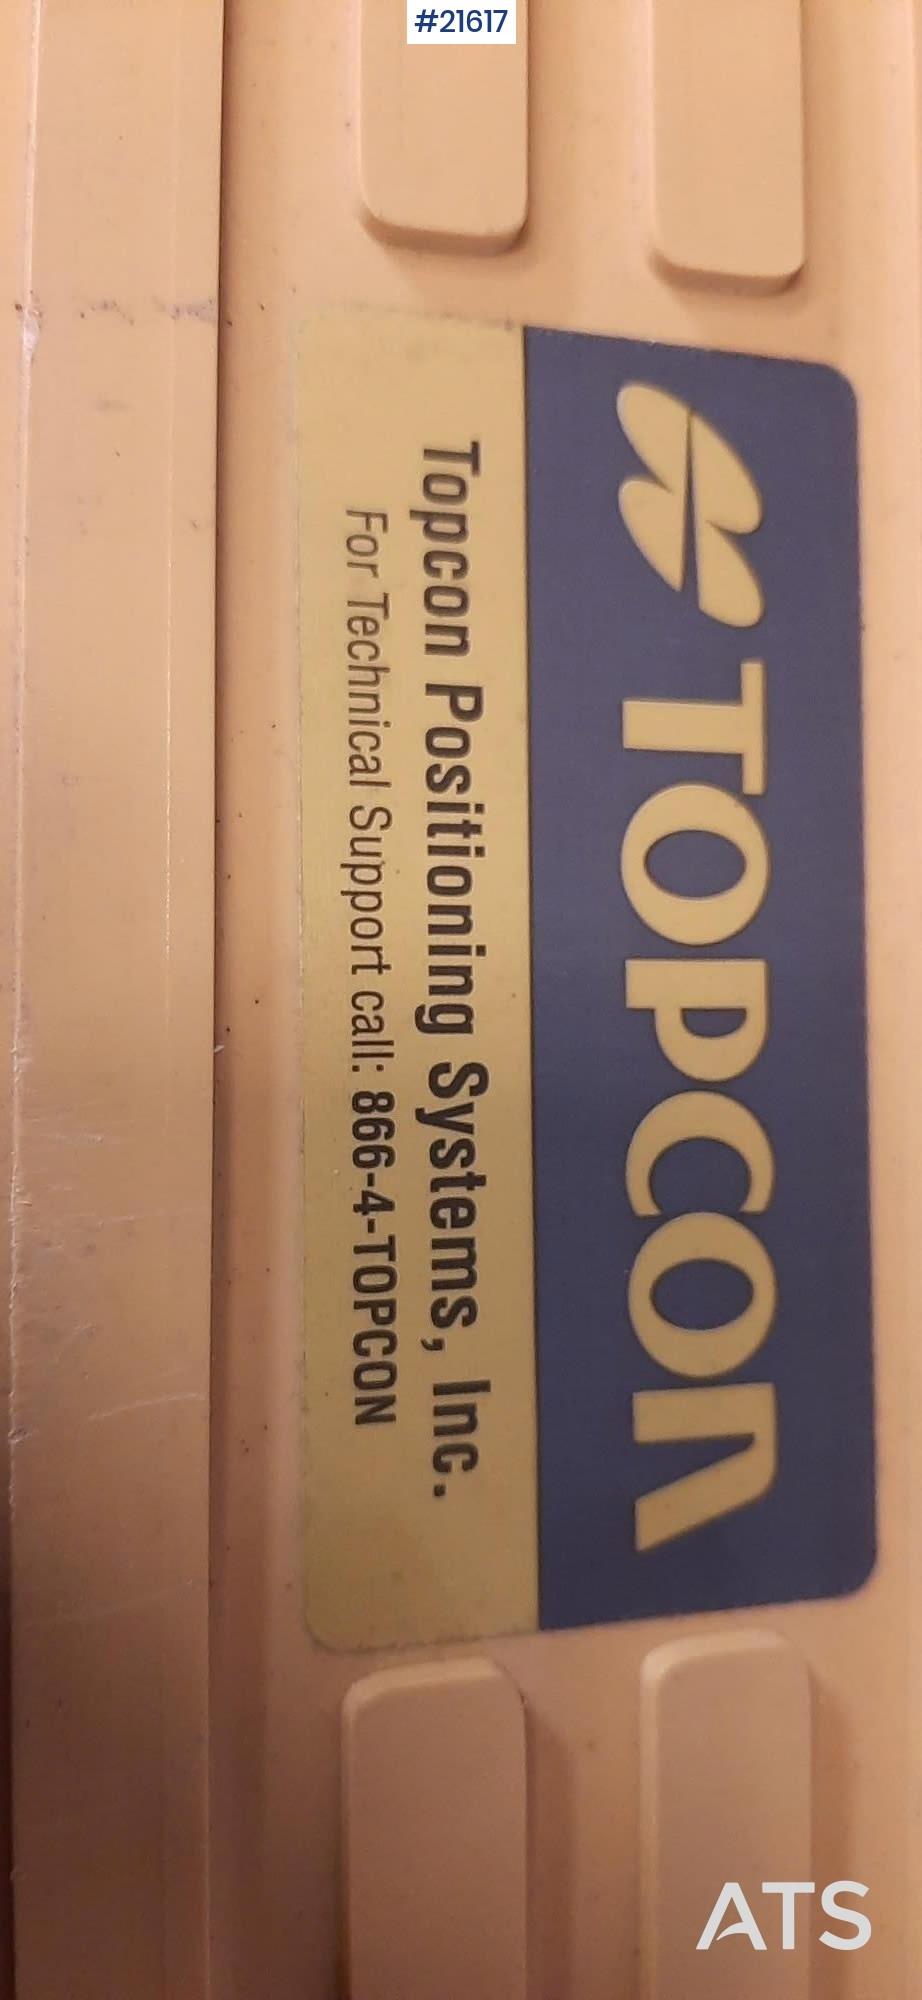 #21617
TOPCON
Topcon Positioning Systems, Inc.
For Technical Support call: 866-4-TOPCON
ATS